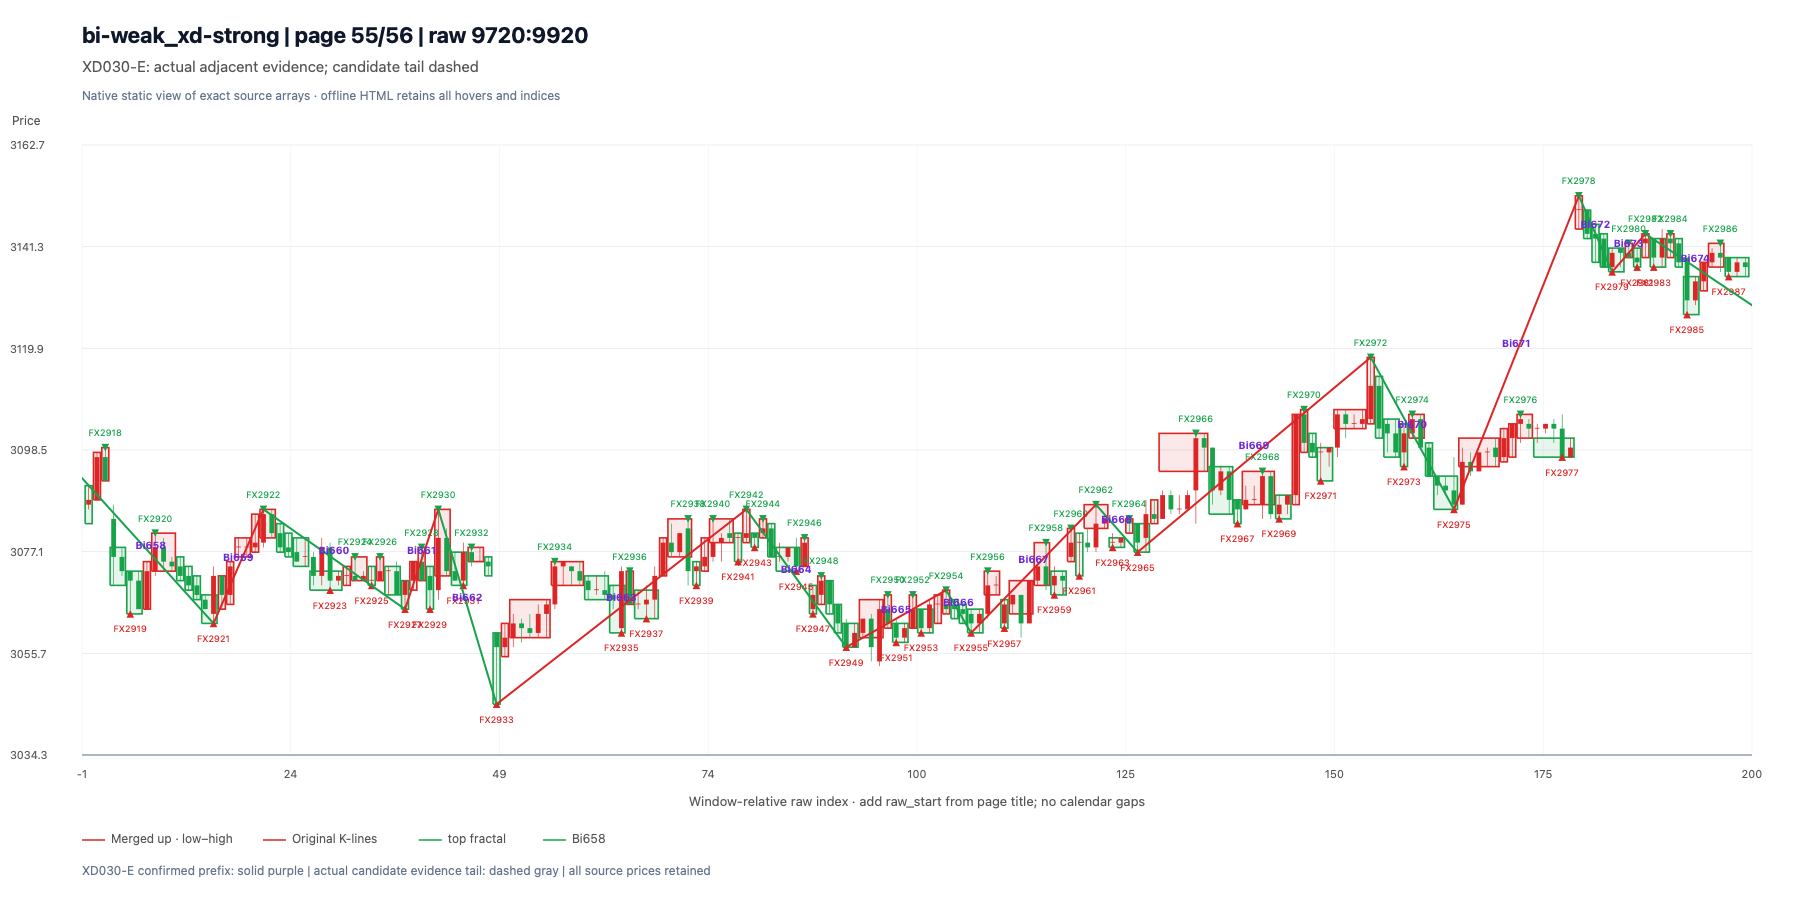 bi-weak_xd-strong | page 55/56 | raw 9720:9920
XD030-E: actual adjacent evidence; candidate tail dashed
Native static view of exact source arrays · offline HTML retains all hovers and indices
Price
3162.7
3141.3
3119.9
3098.5
3077.1
3055.7
3034.3
FX2978
Bi672
FX2984
FX2980
FX2986
Bi673
Bi674
FX2979
FX2983
FX2987
FX2985
Bi671
FX2972
FX2970
FX2974
FX2976
Bi670
FX2966
FX2918
Bi669
FX2968
FX2977
FX2973
FX2971
FX2922
FX2930
FX2940
FX2942
FX2944
FX2962
FX2964
FX2975
FX2920
FX2932
FX2946
FX2958
FX2967
FX2969
Bi658
FX2926
FX2934
Bi659
Bi660
Bi661
FX2936
FX2943
FX2948
FX2956
Bi667
FX2963
FX2965
FX2941
Bi664
FX2954
FX2952
FX2961
FX2923
FX2925
Bi662
FX2939
Bi666
Bi665
FX2959
FX2919
FX2921
FX2929
FX2937
FX2947
FX2935
FX2949
FX2951
FX2953
FX2955
FX2957
FX2933
-1
24
49
74
100
125
150
175
200
Window-relative raw index · add raw_start from page title; no calendar gaps
Merged up · low–high
Original K-lines
top fractal
Bi658
XD030-E confirmed prefix: solid purple | actual candidate evidence tail: dashed gray | all source prices retained